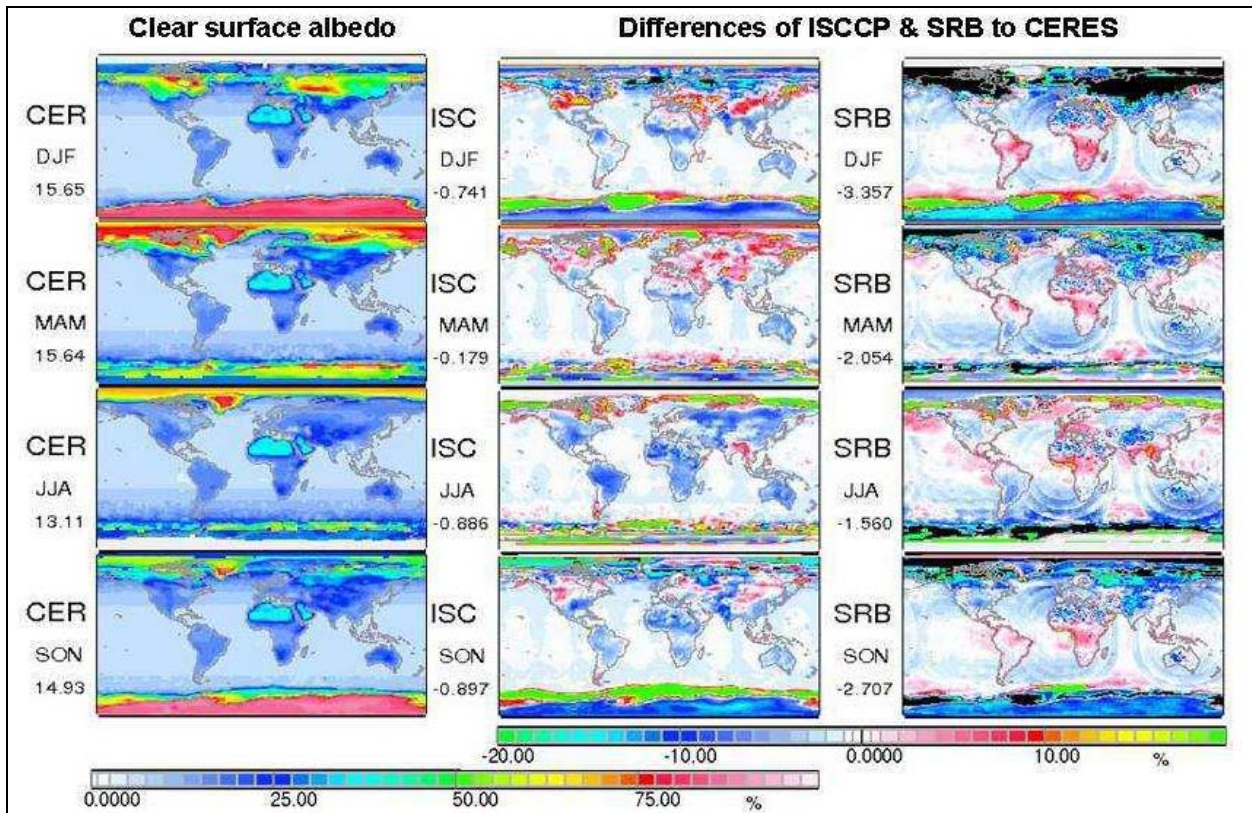 Clear surface albedo
Differences of ISCCP & SRB to CERES
CER
DJF
15.65
ISC
DJF
-0.741
SRB
DJF
-3.357
CER
MAM
15.64
ISC
MAM
-0.179
SRB
MAM
-2.054
CER
JJA
13.11
ISC
JJA
-0.886
SRB
JJA
-1.560
CER
SON
14.93
ISC
SON
-0.897
SRB
SON
-2.707
-20.00 -10.00 0.0000 10.00 %
0.0000 25.00 50.00 75.00 %